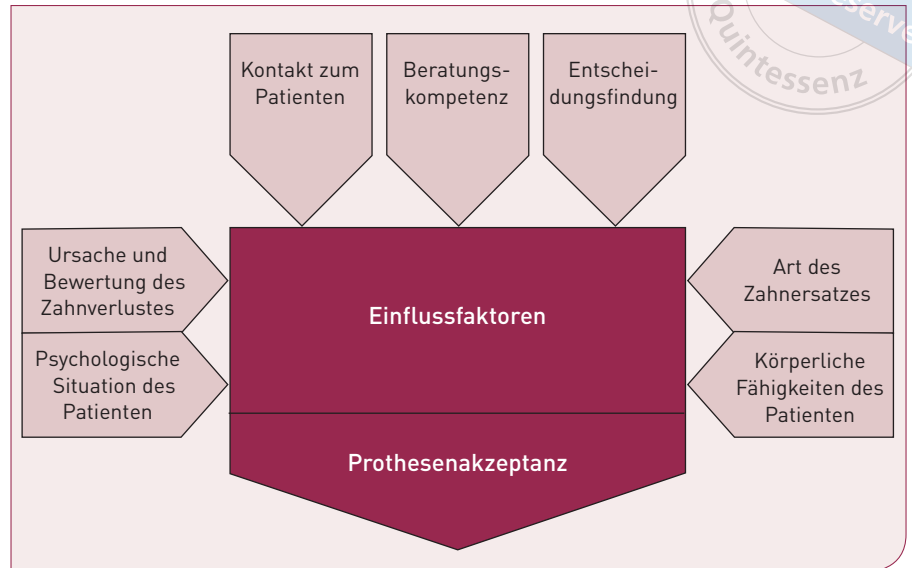 eserve
Quintessenz
Kontakt zum
Patienten
Beratungs-
kompetenz
Entschei-
dungsfindung
Ursache und
Bewertung des
Zahnverlustes
Psychologische
Situation des
Patienten
Einflussfaktoren
Art des
Zahnersatzes
Körperliche
Fähigkeiten des
Patienten
Prothesenakzeptanz